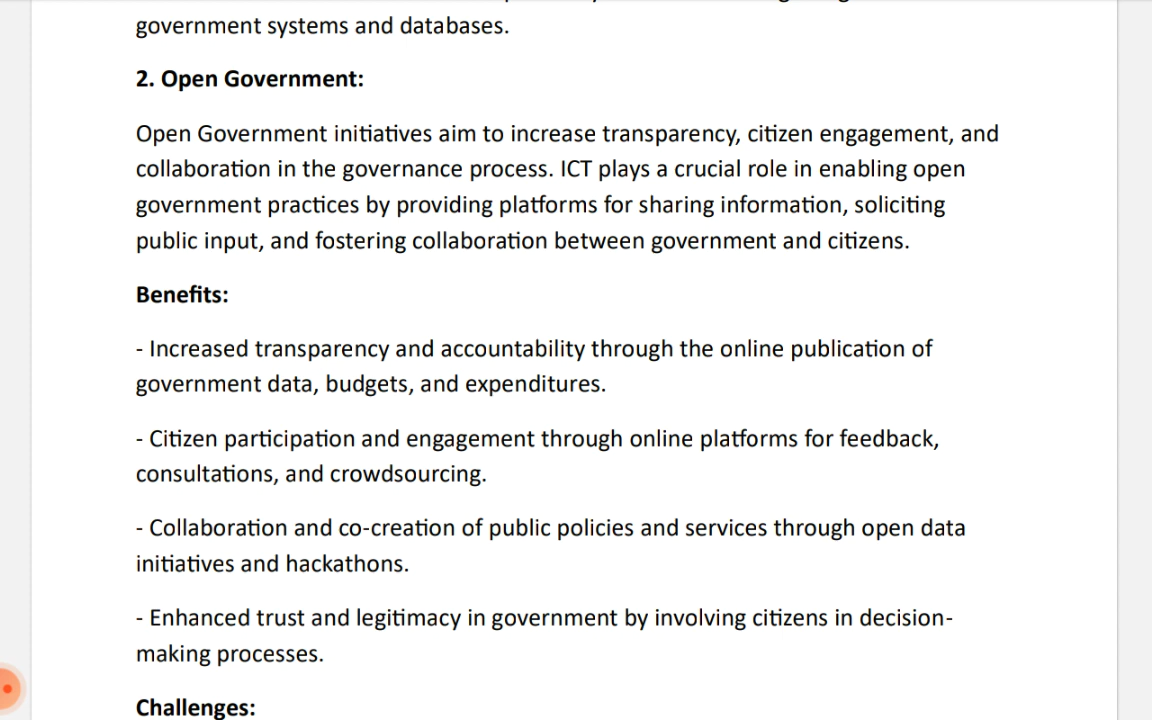 government systems and databases.
2. Open Government:
Open Government initiatives aim to increase transparency, citizen engagement, and
collaboration in the governance process. ICT plays a crucial role in enabling open
government practices by providing platforms for sharing information, soliciting
public input, and fostering collaboration between government and citizens.
Benefits:
- Increased transparency and accountability through the online publication of
government data, budgets, and expenditures.
- Citizen participation and engagement through online platforms for feedback,
consultations, and crowdsourcing.
- Collaboration and co-creation of public policies and services through open data
initiatives and hackathons.
- Enhanced trust and legitimacy in government by involving citizens in decision-
making processes.
Challenges: